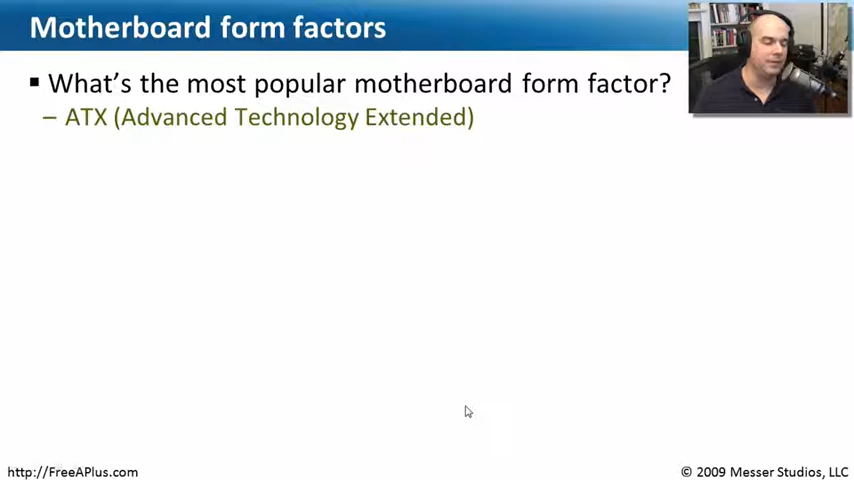 Motherboard form factors
▪ What's the most popular motherboard form factor?
– ATX (Advanced Technology Extended)
http://FreeAPlus.com
© 2009 Messer Studios, LLC